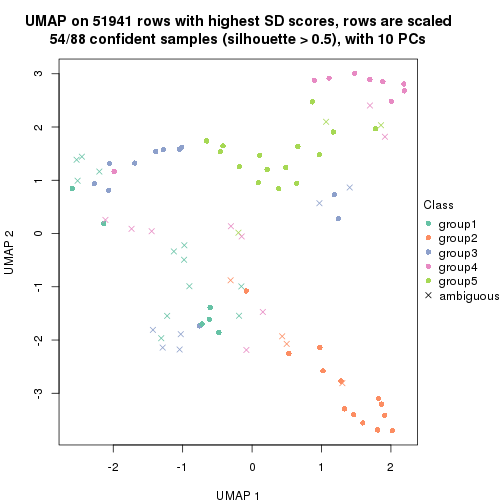 UMAP on 51941 rows with highest SD scores, rows are scaled
54/88 confident samples (silhouette > 0.5), with 10 PCs
3
2
1
0
-1
-2
-3
UMAP 2
-2
-1
0
1
2
UMAP 1
Class
group1
group2
group3
group4
group5
ambiguous